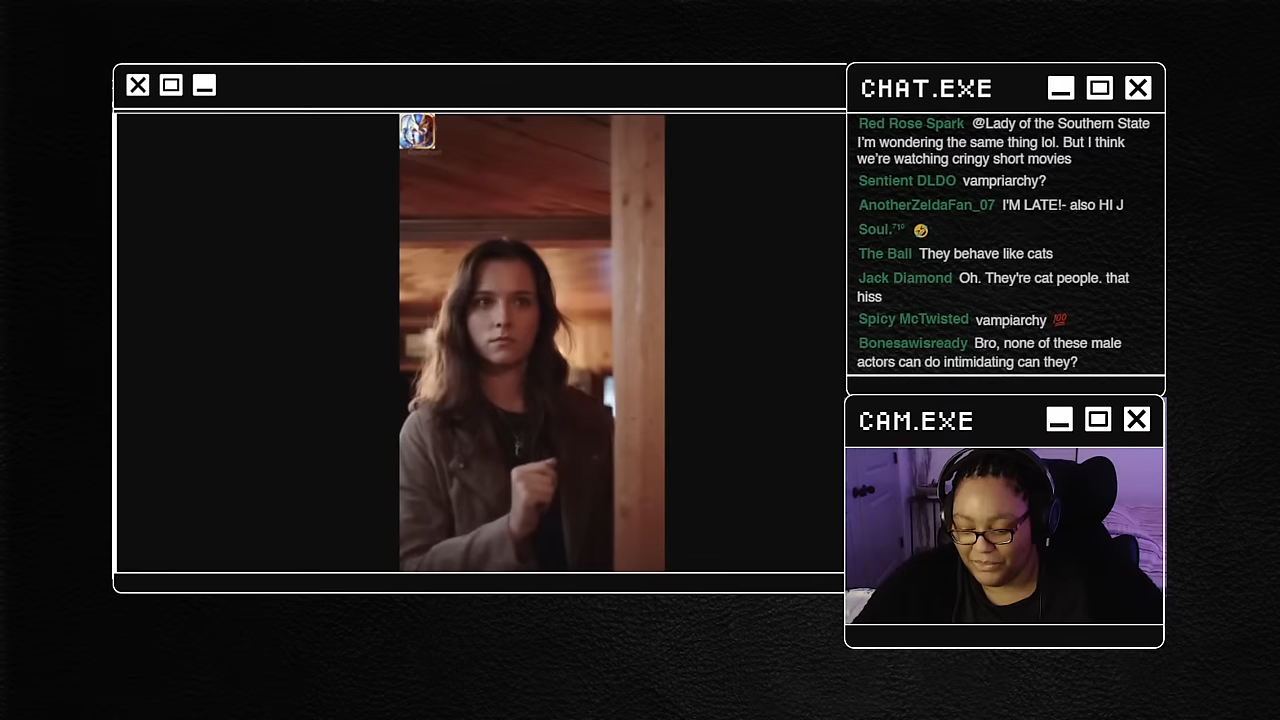 CHAT.EXE
Red Rose Spark @Lady of the Southern State
I'm wondering the same thing lol. But I think
we're watching cringy short movies
Sentient DLDO vampriarchy?
AnotherZeldaFan_07 I'M LATE!- also HI J
Soul.⁷¹⁰ 🤣
The Ball They behave like cats
Jack Diamond Oh. They're cat people. that
hiss
Spicy McTwisted vampiarchy 💯
Bonesawisready Bro, none of these male
actors can do intimidating can they?
CAM.EXE